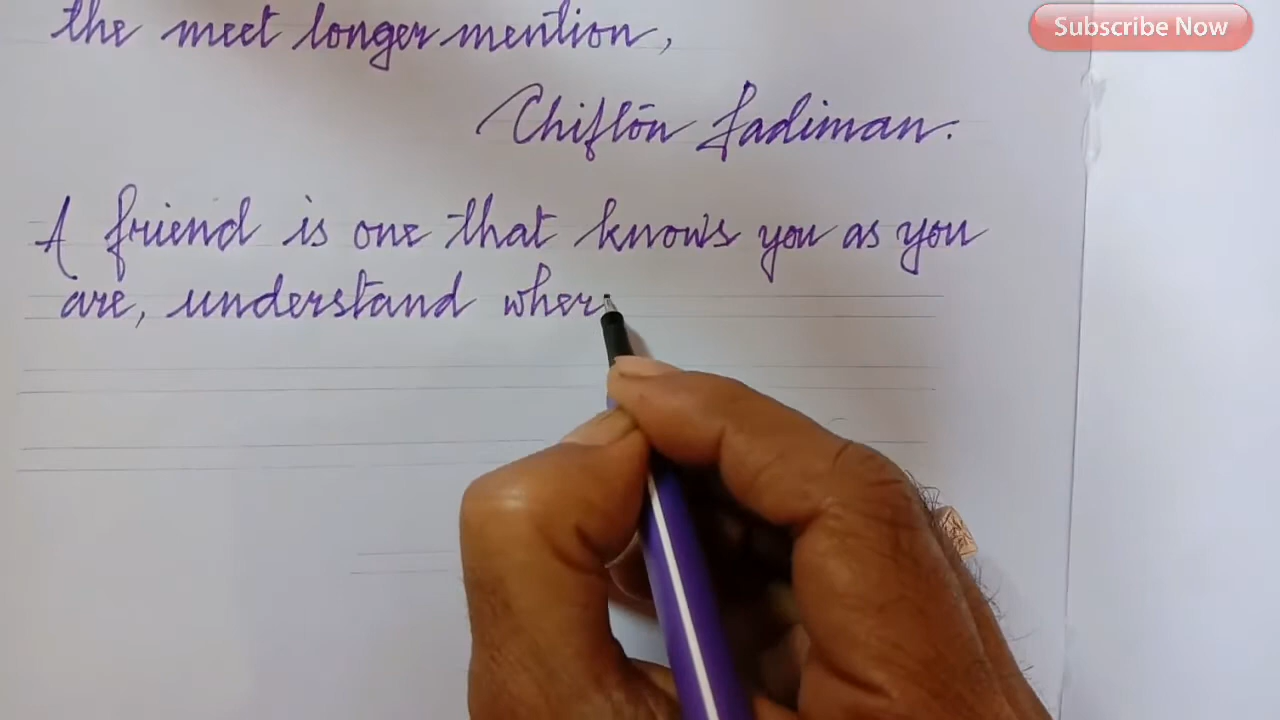 Subscribe Now
the meet longer mention,
Chiflon Fadiman.
A friend is one that knows you as you
are, understand wher